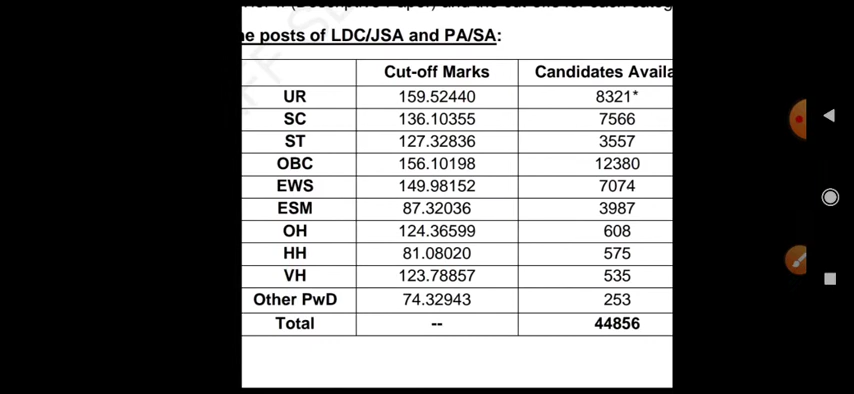 e posts of LDC/JSA and PA/SA:
Cut-off Marks Candidates Availa
UR 159.52440 8321*
SC 136.10355 7566
ST 127.32836 3557
OBC 156.10198 12380
EWS 149.98152 7074
ESM 87.32036 3987
OH 124.36599 608
HH 81.08020 575
VH 123.78857 535
Other PwD 74.32943 253
Total -- 44856